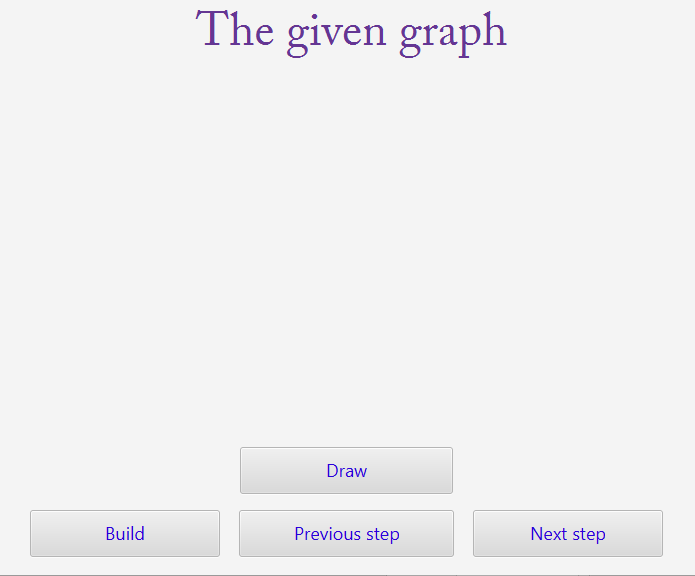 The given graph
Draw
Build
Previous step
Next step